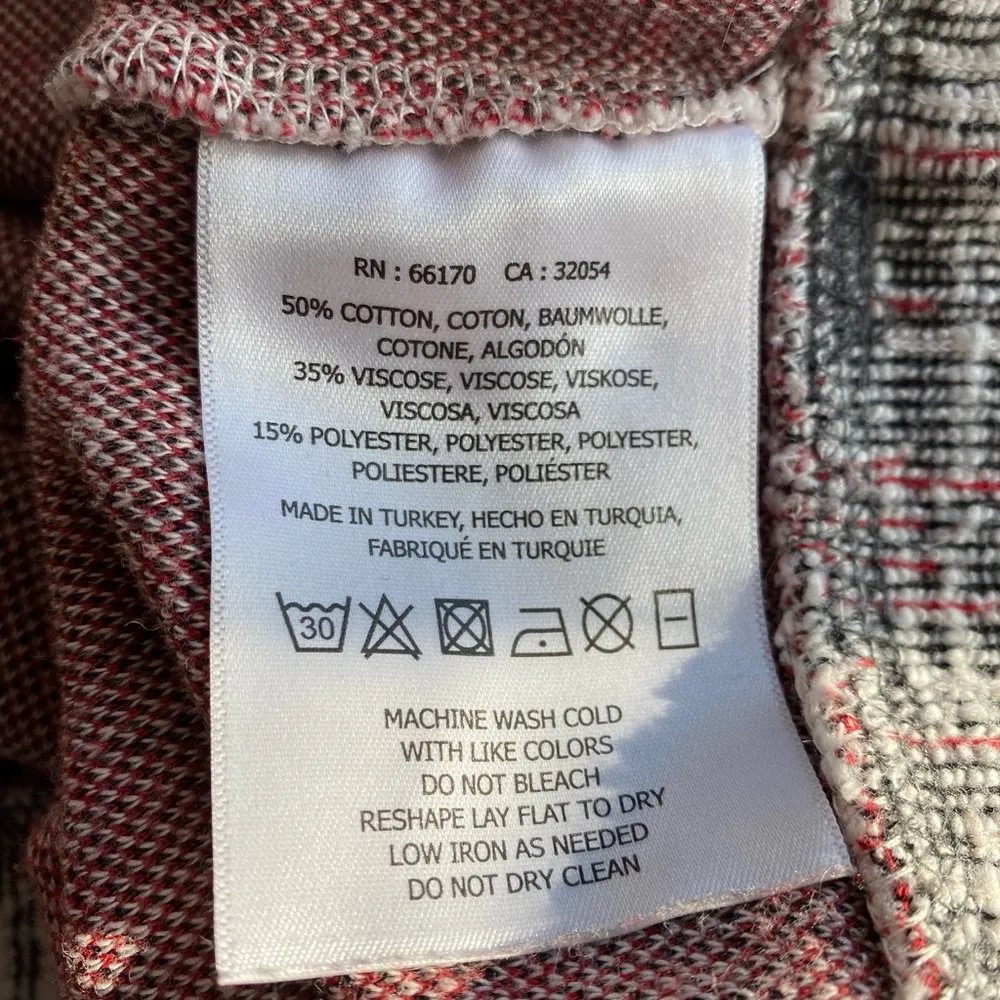 RN : 66170 CA : 32054
50% COTTON, COTON, BAUMWOLLE,
COTONE, ALGODÓN
35% VISCOSE, VISCOSE, VISKOSE,
VISCOSA, VISCOSA
15% POLYESTER, POLYESTER, POLYESTER,
POLIESTERE, POLIÉSTER
MADE IN TURKEY, HECHO EN TURQUIA,
FABRIQUÉ EN TURQUIE
30
MACHINE WASH COLD
WITH LIKE COLORS
DO NOT BLEACH
RESHAPE LAY FLAT TO DRY
LOW IRON AS NEEDED
DO NOT DRY CLEAN